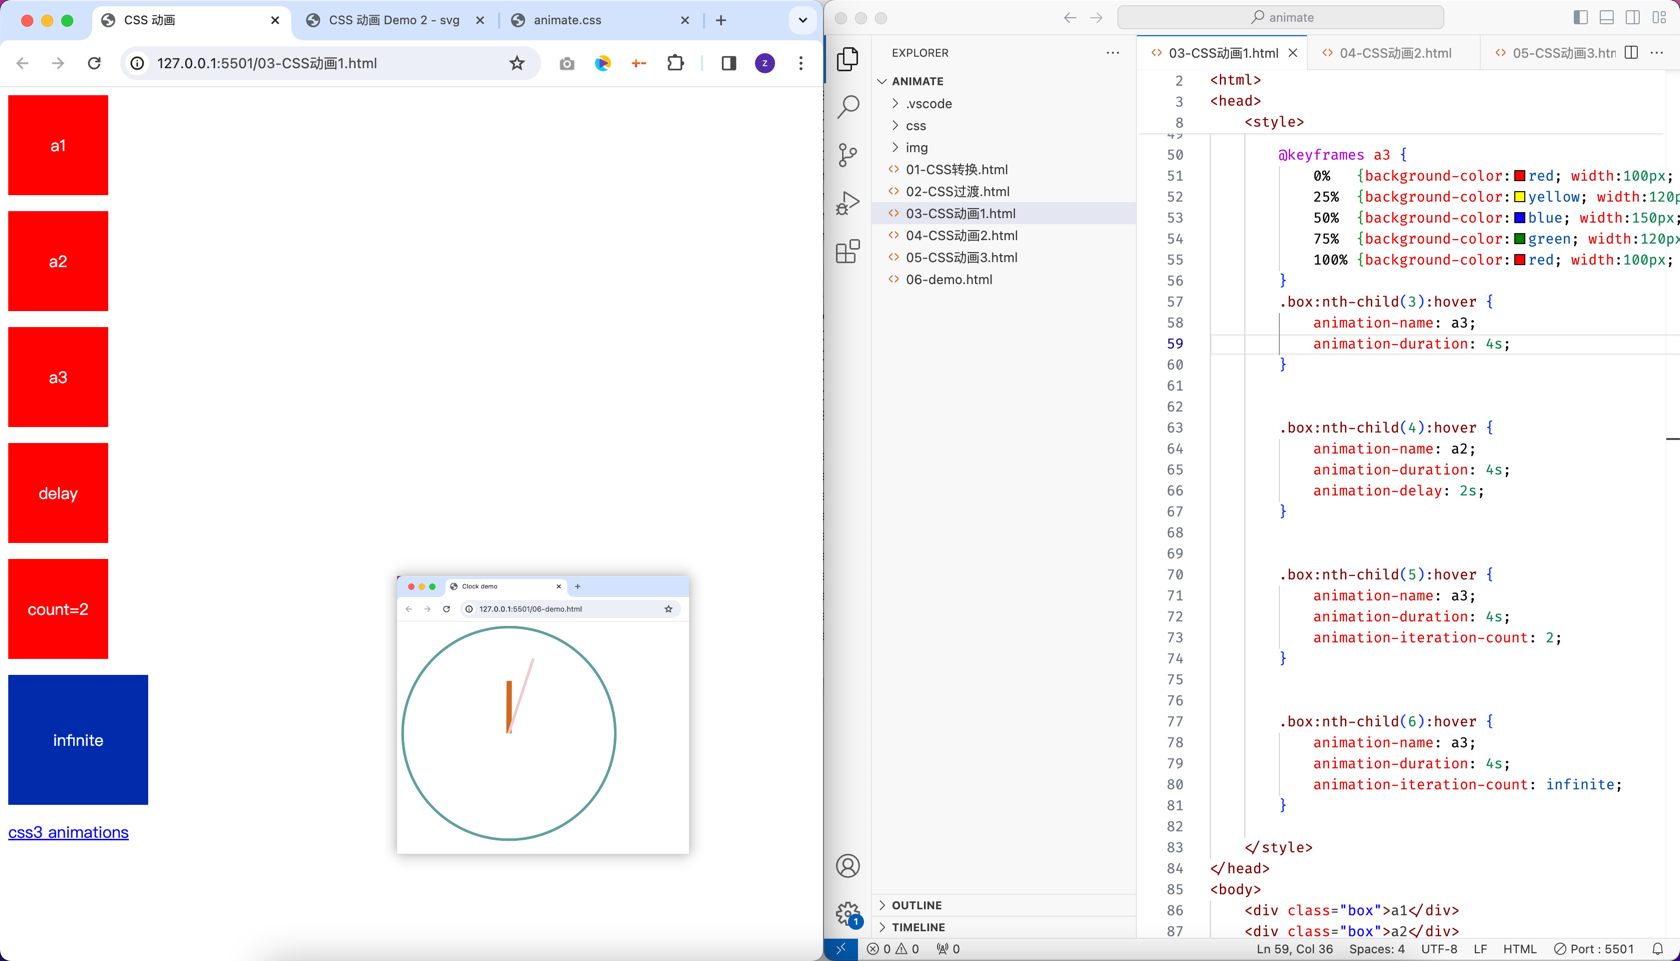 CSS 动画
CSS 动画 Demo 2 - svg
animate.css
127.0.0.1:5501/03-CSS动画1.html
z
a1
a2
a3
delay
count=2
infinite
css3 animations
Clock demo
127.0.0.1:5501/06-demo.html
animate
EXPLORER
ANIMATE
.vscode
css
img
01-CSS转换.html
02-CSS过渡.html
03-CSS动画1.html
04-CSS动画2.html
05-CSS动画3.html
06-demo.html
OUTLINE
TIMELINE
1
03-CSS动画1.html
04-CSS动画2.html
05-CSS动画3.htm
2 <html>
3 <head>
8 <style>
49
50 @keyframes a3 {
51 0% {background-color:red; width:100px;
52 25% {background-color:yellow; width:120p
53 50% {background-color:blue; width:150px;
54 75% {background-color:green; width:120px
55 100% {background-color:red; width:100px;
56 }
57 .box:nth-child(3):hover {
58 animation-name: a3;
59 animation-duration: 4s;
60 }
61
62
63 .box:nth-child(4):hover {
64 animation-name: a2;
65 animation-duration: 4s;
66 animation-delay: 2s;
67 }
68
69
70 .box:nth-child(5):hover {
71 animation-name: a3;
72 animation-duration: 4s;
73 animation-iteration-count: 2;
74 }
75
76
77 .box:nth-child(6):hover {
78 animation-name: a3;
79 animation-duration: 4s;
80 animation-iteration-count: infinite;
81 }
82
83 </style>
84 </head>
85 <body>
86 <div class="box">a1</div>
87 <div class="box">a2</div>
0 0 0
Ln 59, Col 36 Spaces: 4 UTF-8 LF HTML Port : 5501